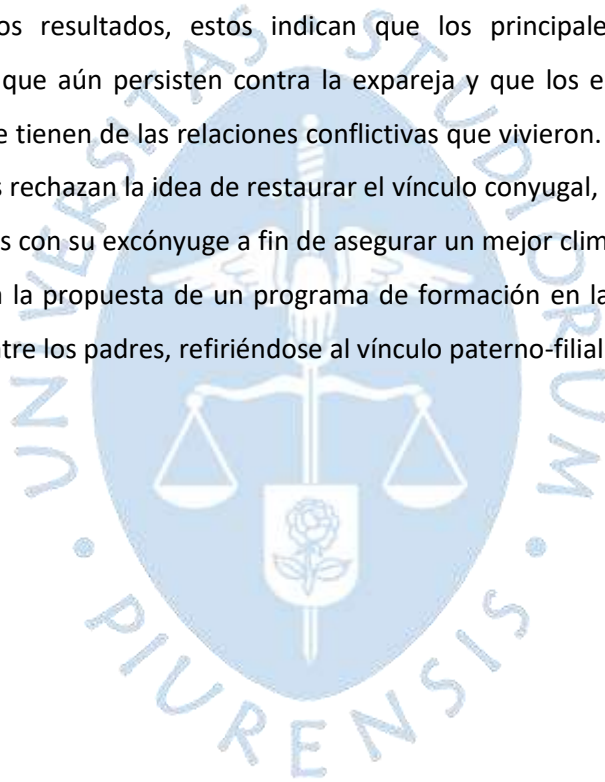 os resultados, estos indican que los principale
que aún persisten contra la expareja y que los e
e tienen de las relaciones conflictivas que vivieron.
s rechazan la idea de restaurar el vínculo conyugal,
s con su excónyuge a fin de asegurar un mejor clim
la propuesta de un programa de formación en la
tre los padres, refiriéndose al vínculo paterno-filial
UNIVERSITAS STUDIORUM
PIURENSIS